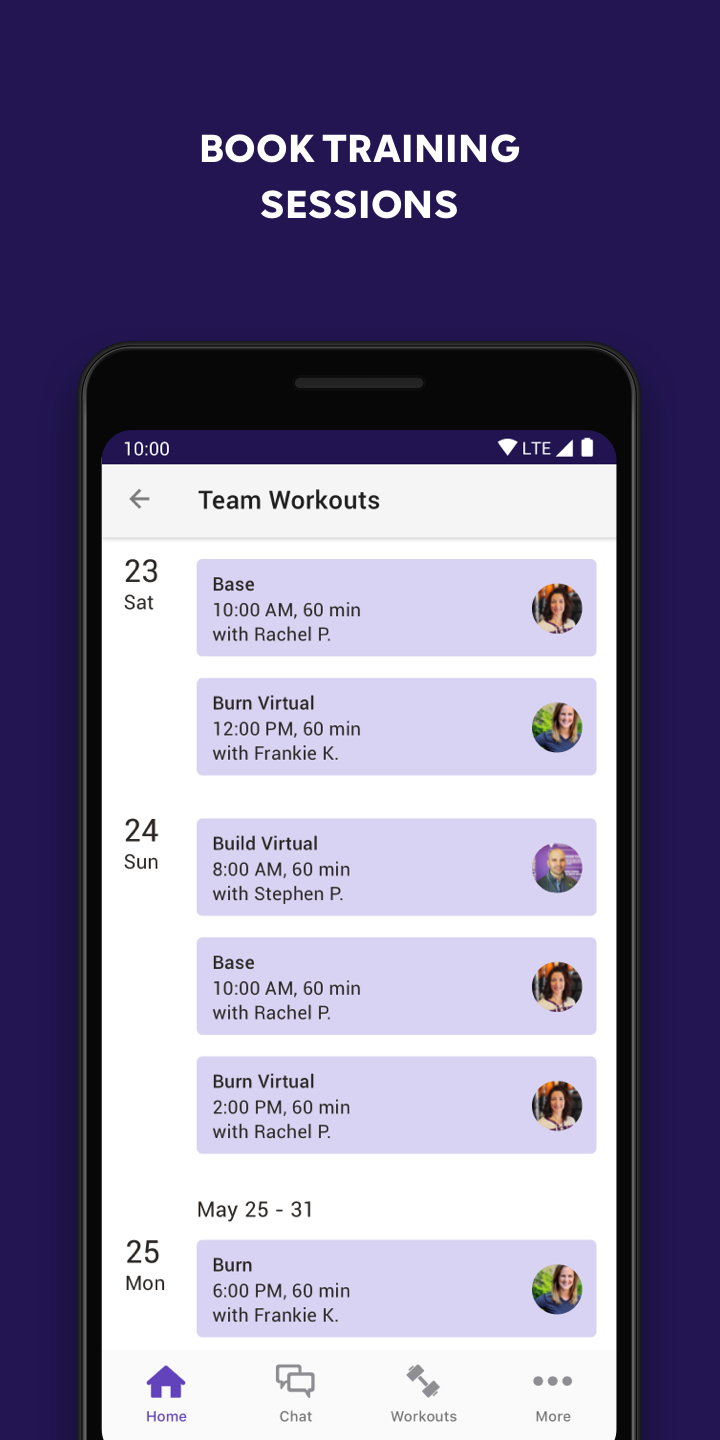 BOOK TRAINING
SESSIONS
10:00
LTE
Team Workouts
23
Sat
Base
10:00 AM, 60 min
with Rachel P.
Burn Virtual
12:00 PM, 60 min
with Frankie K.
24
Sun
Build Virtual
8:00 AM, 60 min
with Stephen P.
Base
10:00 AM, 60 min
with Rachel P.
Burn Virtual
2:00 PM, 60 min
with Rachel P.
May 25 - 31
25
Mon
Burn
6:00 PM, 60 min
with Frankie K.
Home
Chat
Workouts
More